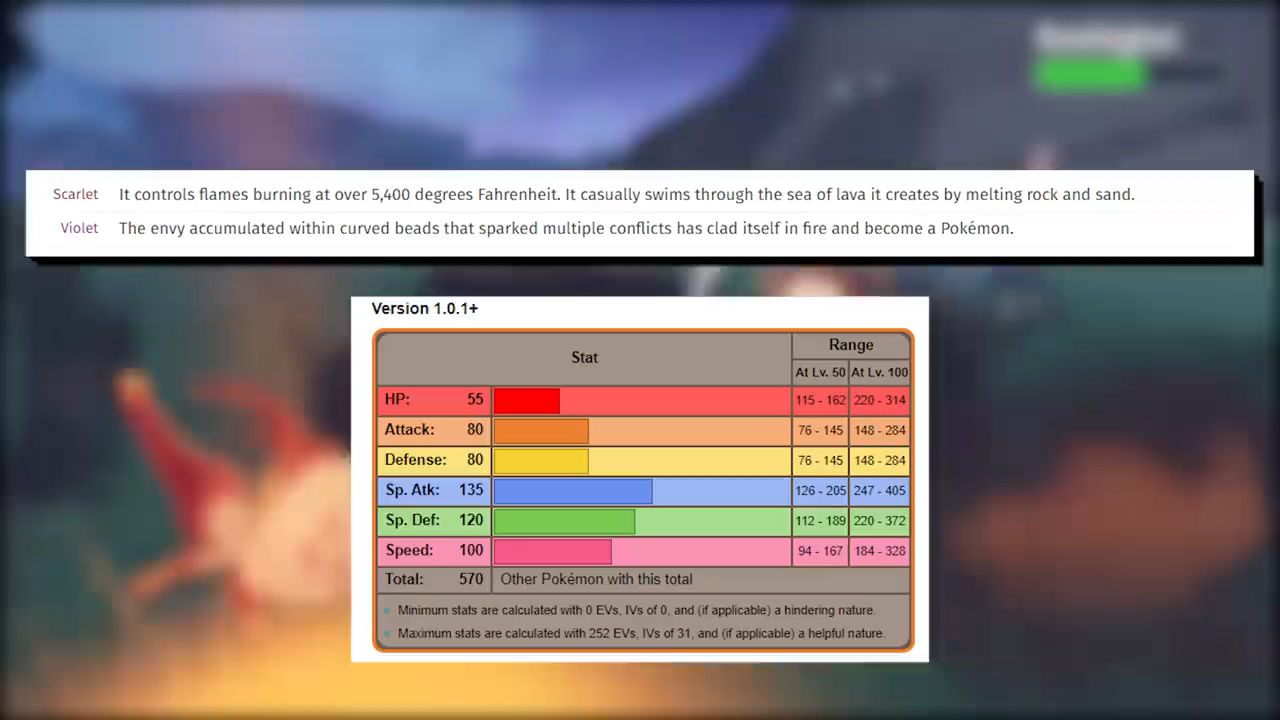 Scarlet It controls flames burning at over 5,400 degrees Fahrenheit. It casually swims through the sea of lava it creates by melting rock and sand.
Violet The envy accumulated within curved beads that sparked multiple conflicts has clad itself in fire and become a Pokémon.
Version 1.0.1+
Stat Range
At Lv. 50 At Lv. 100
HP: 55 115 - 162 220 - 314
Attack: 80 76 - 145 148 - 284
Defense: 80 76 - 145 148 - 284
Sp. Atk: 135 126 - 205 247 - 405
Sp. Def: 120 112 - 189 220 - 372
Speed: 100 94 - 167 184 - 328
Total: 570 Other Pokémon with this total
Minimum stats are calculated with 0 EVs, IVs of 0, and (if applicable) a hindering nature.
Maximum stats are calculated with 252 EVs, IVs of 31, and (if applicable) a helpful nature.